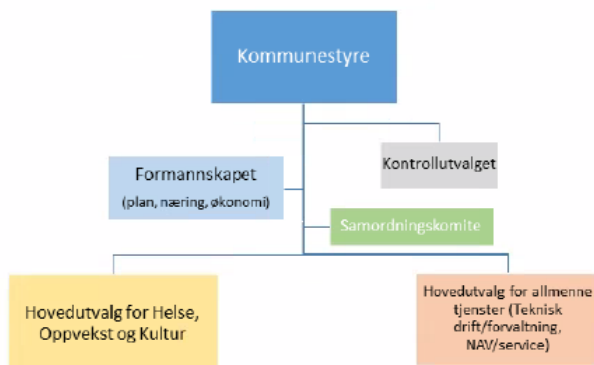 Kommunestyre
Kontrollutvalget
Formannskapet
(plan, næring, økonomi)
Samordningskomite
Hovedutvalg for Helse,
Oppvekst og Kultur
Hovedutvalg for allmenne
tjenster (Teknisk
drift/forvaltning,
NAV/service)